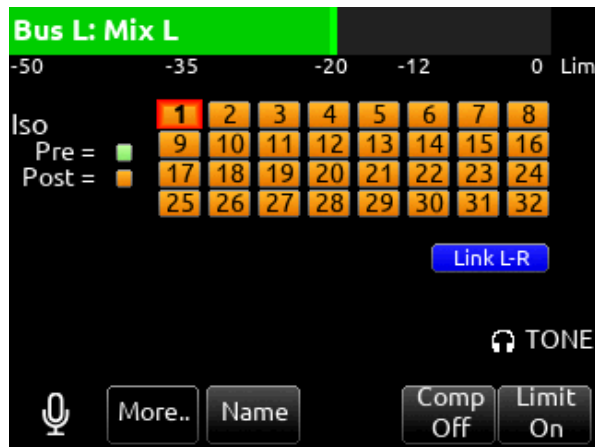 Bus L: Mix L
-50 -35 -20 -12 0 Lim
Iso
1 2 3 4 5 6 7 8
Pre = 9 10 11 12 13 14 15 16
Post = 17 18 19 20 21 22 23 24
25 26 27 28 29 30 31 32
Link L-R
TONE
More.. Name Comp Off Limit On